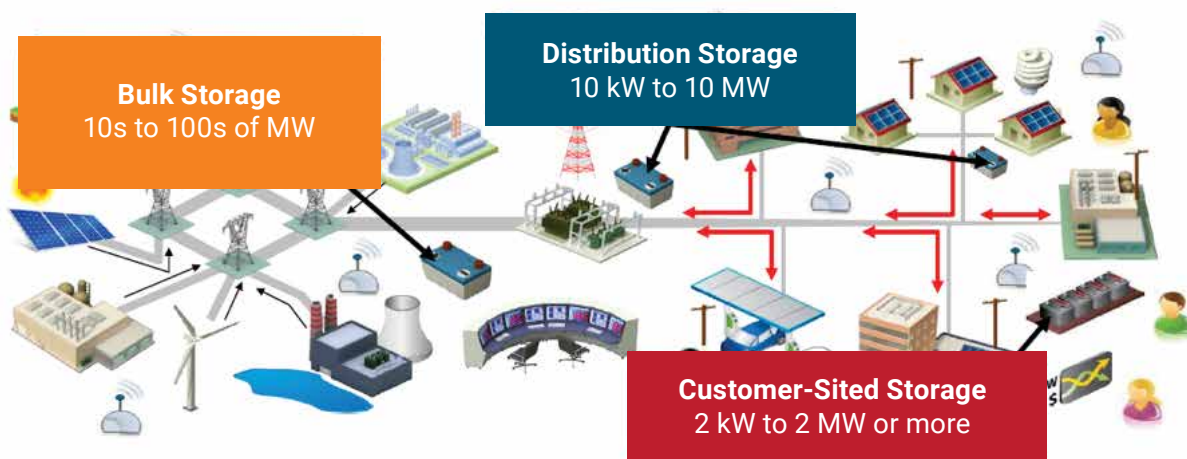 Bulk Storage
10s to 100s of MW
Distribution Storage
10 kW to 10 MW
Customer-Sited Storage
2 kW to 2 MW or more
W
$